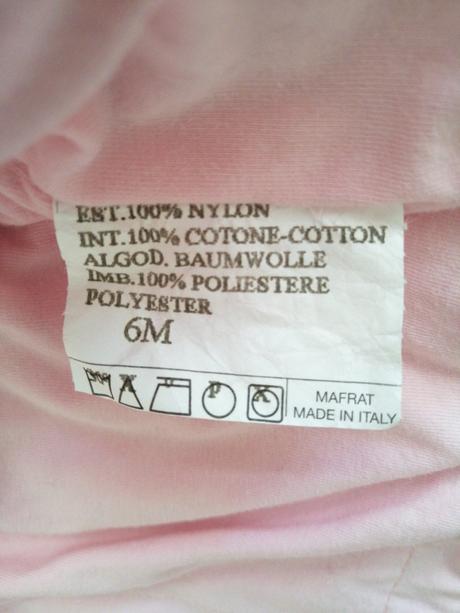 EST.100% NYLON
INT.100% COTONE-COTTON
ALGOD. BAUMWOLLE
IMB.100% POLIESTERE
POLYESTER
6M
P
MAFRAT
MADE IN ITALY